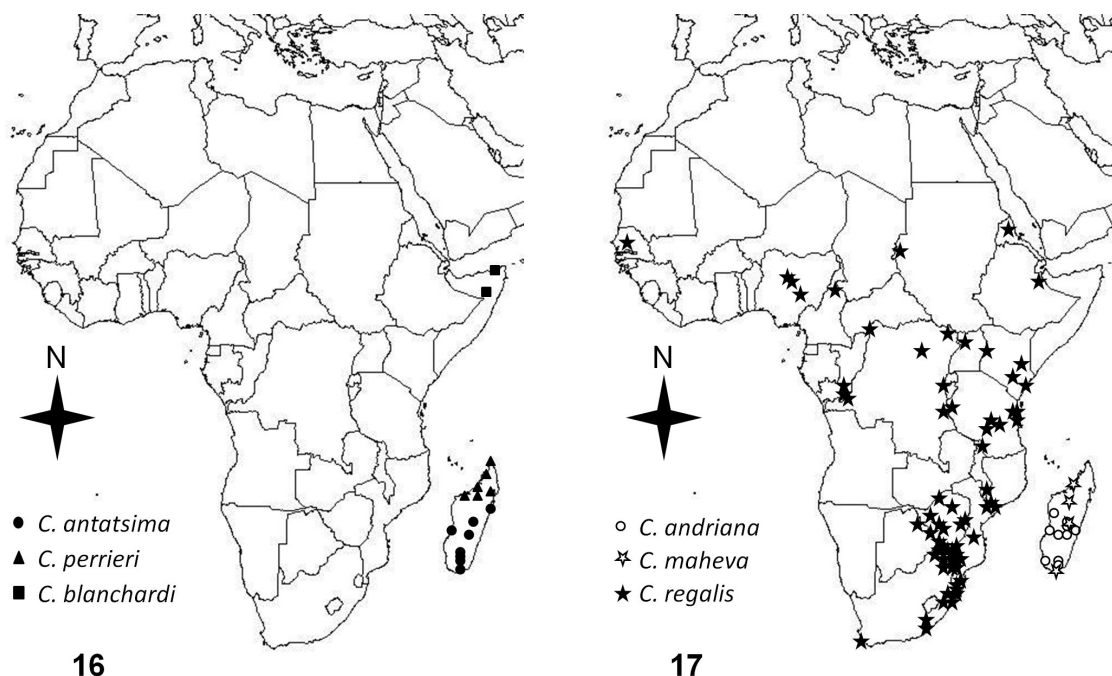 N
C. antatsima
C. perrieri
C. blanchardi
16
N
C. andriana
C. maheva
C. regalis
17